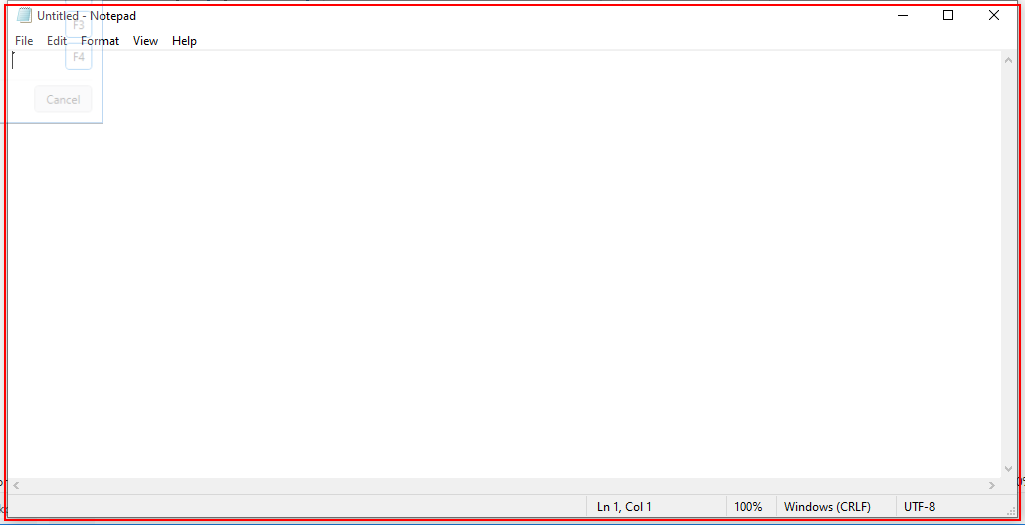 Untitled - Notepad
F3
File Edit Format View Help
F4
Cancel
Ln 1, Col 1 100% Windows (CRLF) UTF-8